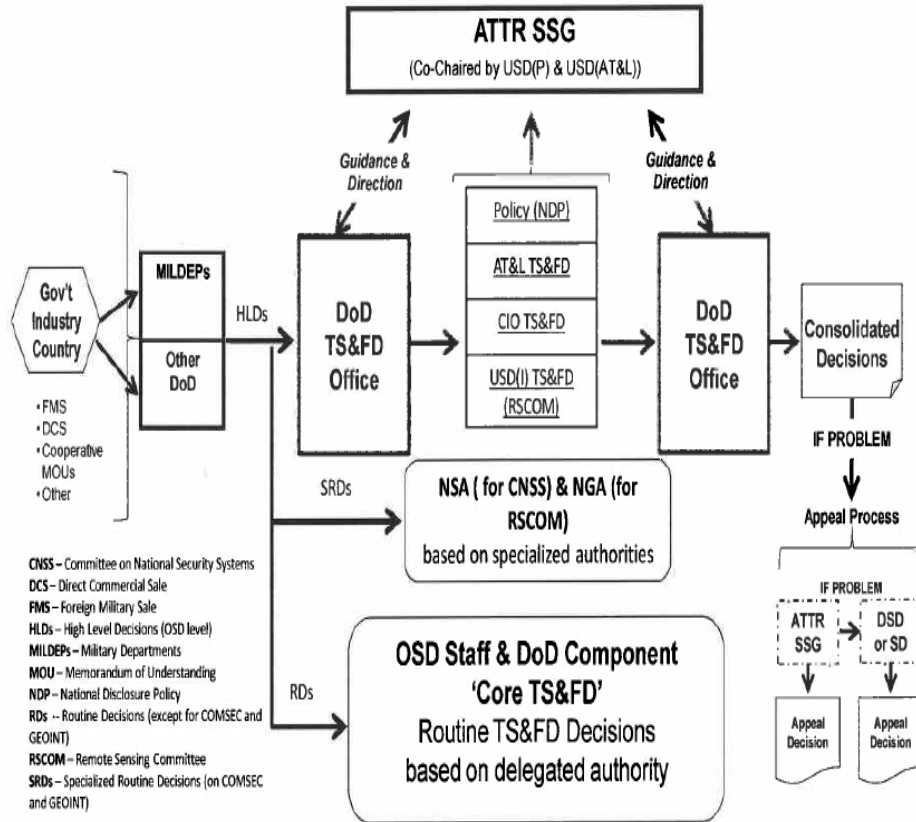 ATTR SSG
(Co-Chaired by USD(P) & USD(AT&L))
Guidance &
Direction
Guidance &
Direction
Gov't
Industry
Country
• FMS
• DCS
• Cooperative
MOUs
• Other
MILDEPs
Other
DoD
HLDs
DoD
TS&FD
Office
Policy (NDP)
AT&L TS&FD
CIO TS&FD
USD(I) TS&FD
(RSCOM)
DoD
TS&FD
Office
Consolidated
Decisions
IF PROBLEM
Appeal Process
IF PROBLEM
ATTR
SSG
DSD
or SD
Appeal
Decision
Appeal
Decision
SRDs
NSA ( for CNSS) & NGA (for
RSCOM)
based on specialized authorities
RDs
OSD Staff & DoD Component
'Core TS&FD'
Routine TS&FD Decisions
based on delegated authority
CNSS – Committee on National Security Systems
DCS – Direct Commercial Sale
FMS – Foreign Military Sale
HLDs – High Level Decisions (OSD level)
MILDEPs – Military Departments
MOU – Memorandum of Understanding
NDP – National Disclosure Policy
RDs -- Routine Decisions (except for COMSEC and
GEOINT)
RSCOM – Remote Sensing Committee
SRDs – Specialized Routine Decisions (on COMSEC
and GEOINT)